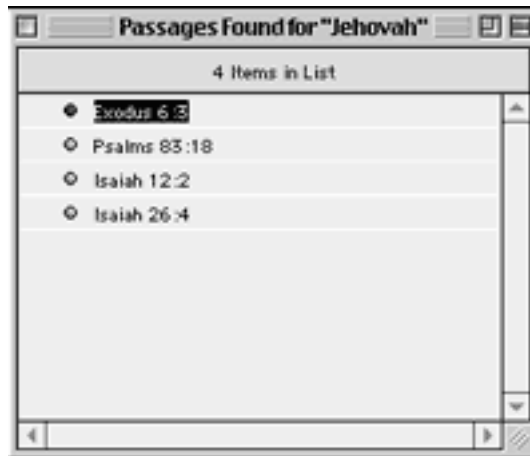 Passages Found for "Jehovah"
4 Items in List
Exodus 6:3
Psalms 83:18
Isaiah 12:2
Isaiah 26:4